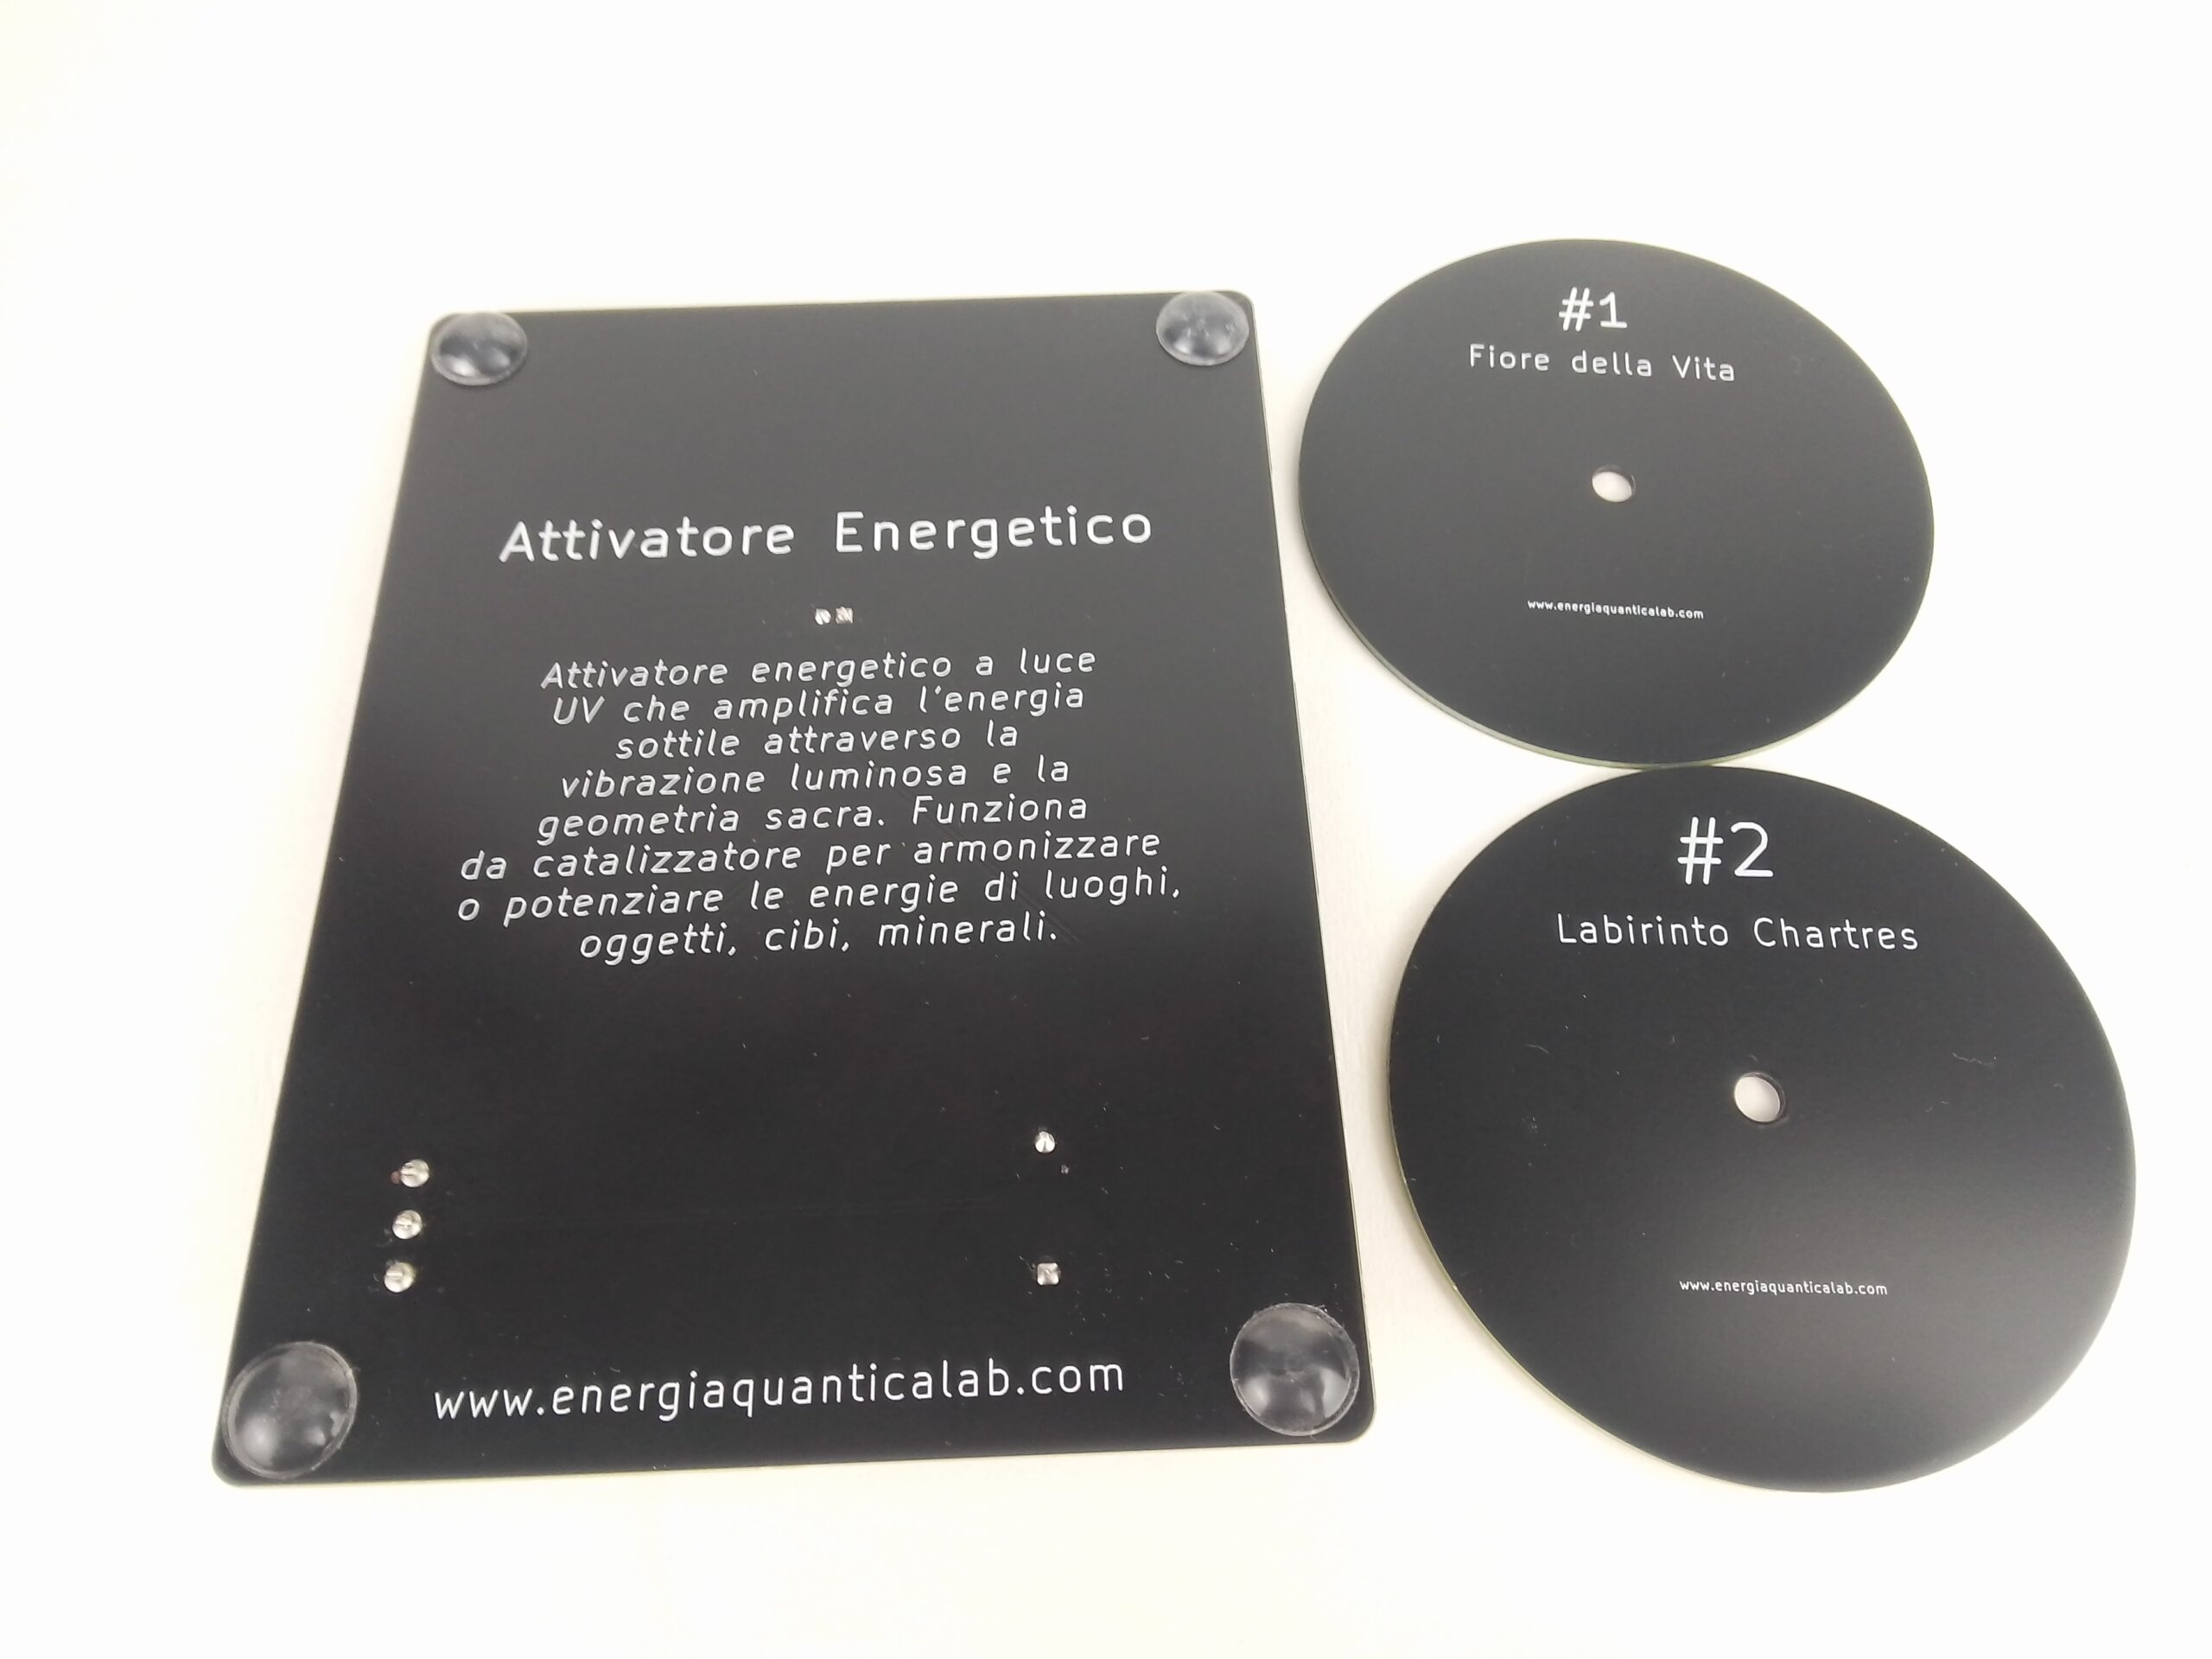 Attivatore Energetico
Attivatore energetico a luce
UV che amplifica l'energia
sottile attraverso la
vibrazione luminosa e la
geometria sacra. Funziona
da catalizzatore per armonizzare
o potenziare le energie di luoghi,
oggetti, cibi, minerali.
www.energiaquanticalab.com
#1
Fiore della Vita
www.energiaquanticalab.com
#2
Labirinto Chartres
www.energiaquanticalab.com